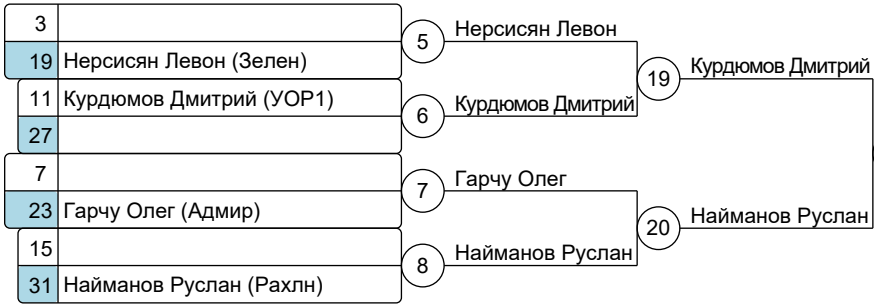 3
19 Нерсисян Левон (Зелен)
11 Курдюмов Дмитрий (УОР1)
27
7
23 Гарчу Олег (Адмир)
15
31 Найманов Руслан (Рахлн)
5 Нерсисян Левон
6 Курдюмов Дмитрий
7 Гарчу Олег
8 Найманов Руслан
19 Курдюмов Дмитрий
20 Найманов Руслан